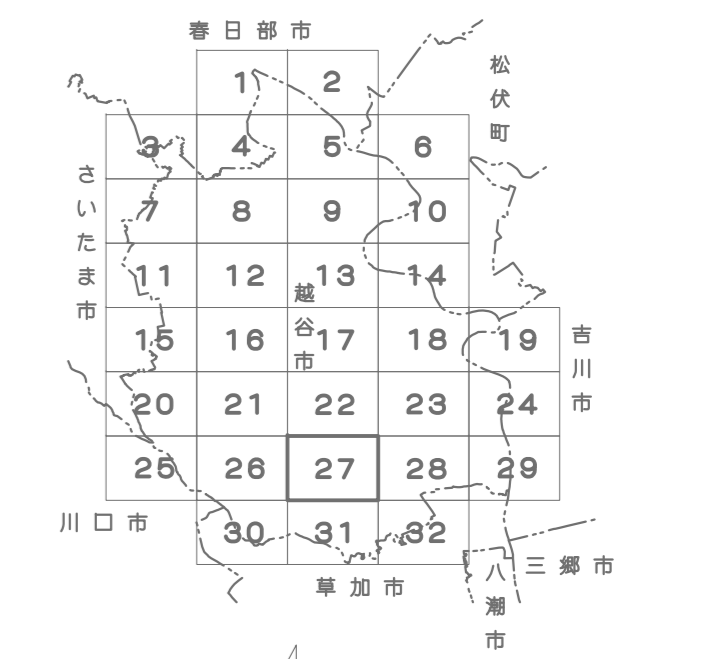 春日部市
松伏町
1 2
3 4 5 6
さいたま市
7 8 9 10
11 12 13 14
越谷市
15 16 17 18 19
吉川市
20 21 22 23 24
25 26 27 28 29
川口市
30 31 32
草加市
八潮市
三郷市